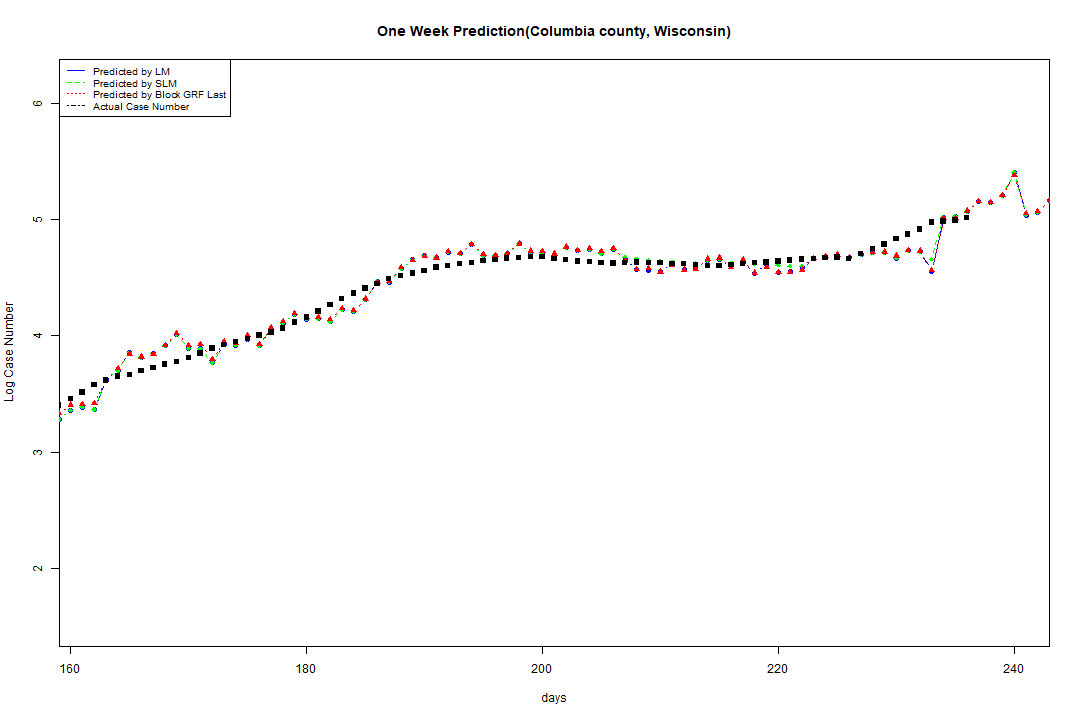 One Week Prediction(Columbia county, Wisconsin)
Predicted by LM
Predicted by SLM
Predicted by Block GRF Last
Actual Case Number
6
5
4
3
2
Log Case Number
160
180
200
220
240
days